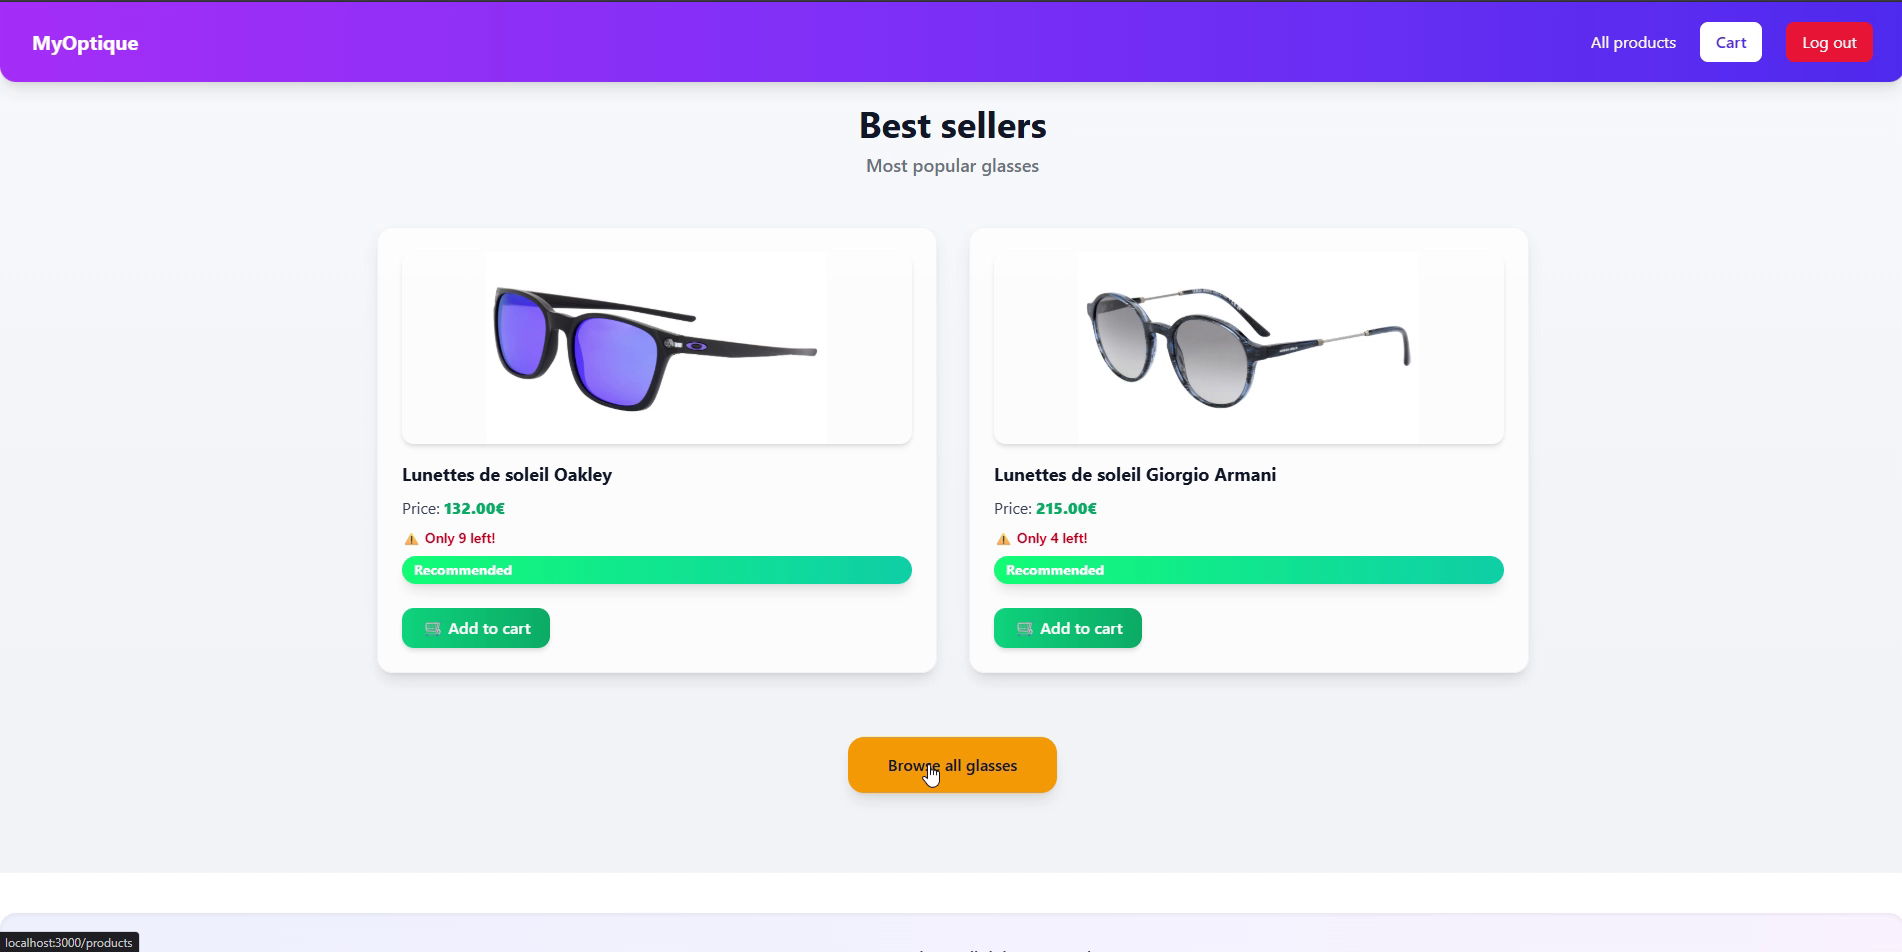 MyOptique
All products
Cart
Log out
Best sellers
Most popular glasses
Lunettes de soleil Oakley
Price: 132.00€
⚠️ Only 9 left!
Recommended
🛒 Add to cart
Lunettes de soleil Giorgio Armani
Price: 215.00€
⚠️ Only 4 left!
Recommended
🛒 Add to cart
Browse all glasses
localhost:3000/products